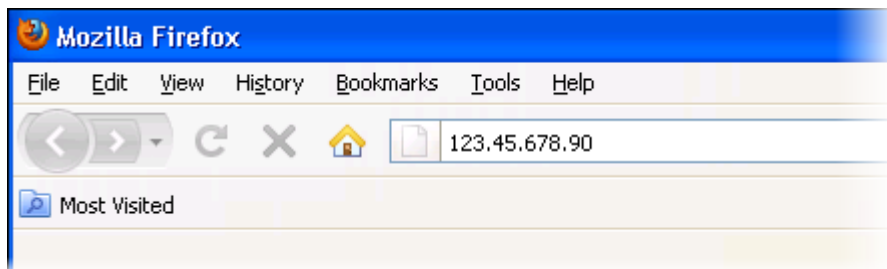 Mozilla Firefox
File Edit View History Bookmarks Tools Help
123.45.678.90
Most Visited